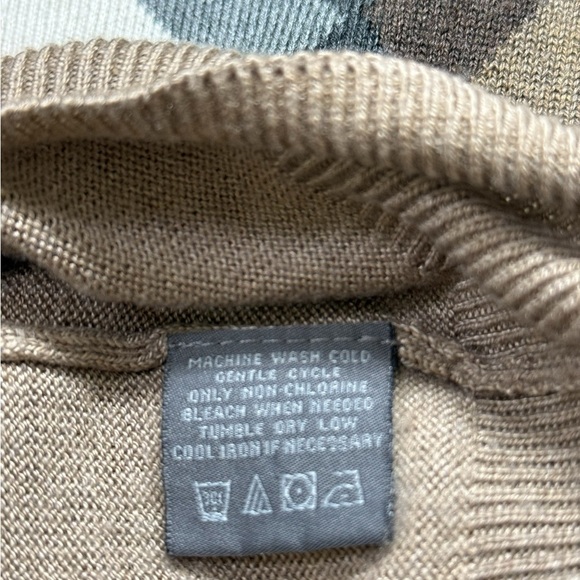 MACHINE WASH COLD
GENTLE CYCLE
ONLY NON-CHLORINE
BLEACH WHEN NEEDED
TUMBLE DRY LOW
COOL IRON IF NECESSARY